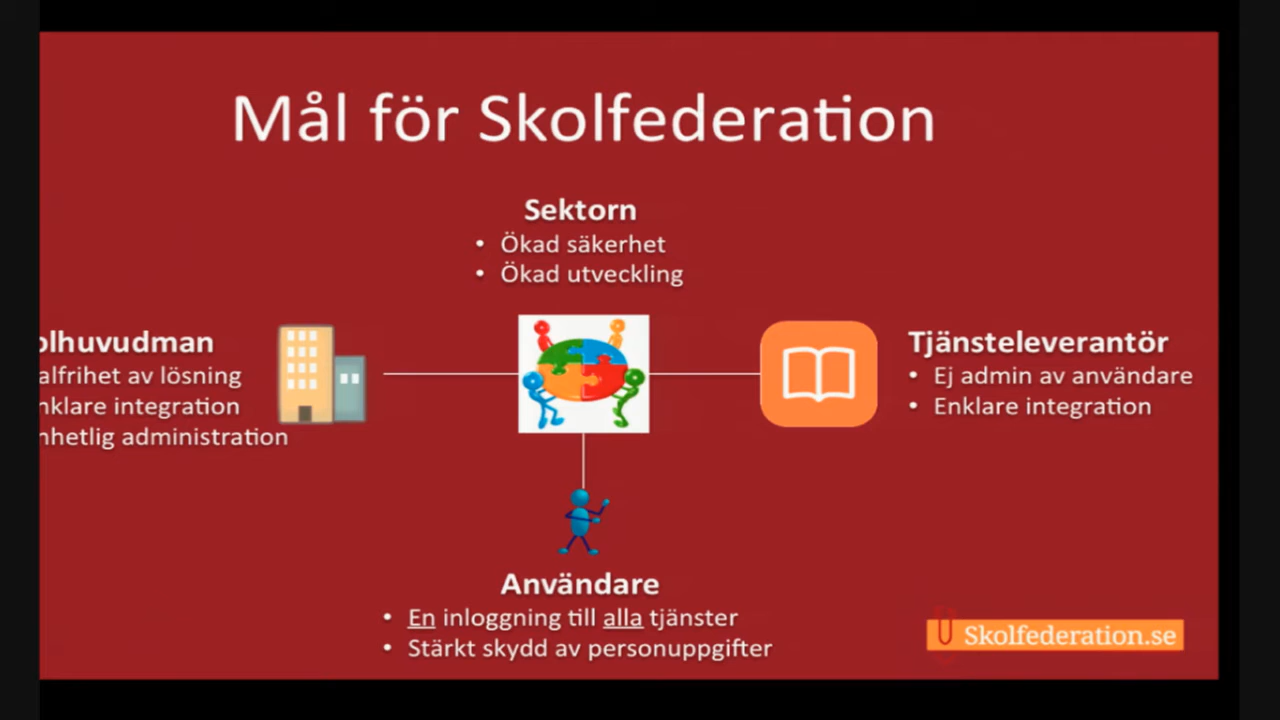 Mål för Skolfederation
Sektorn
• Ökad säkerhet
• Ökad utveckling
olhuvudman
alfrihet av lösning
nklare integration
nhetlig administration
Tjänsteleverantör
• Ej admin av användare
• Enklare integration
Användare
• En inloggning till alla tjänster
• Stärkt skydd av personuppgifter
Skolfederation.se